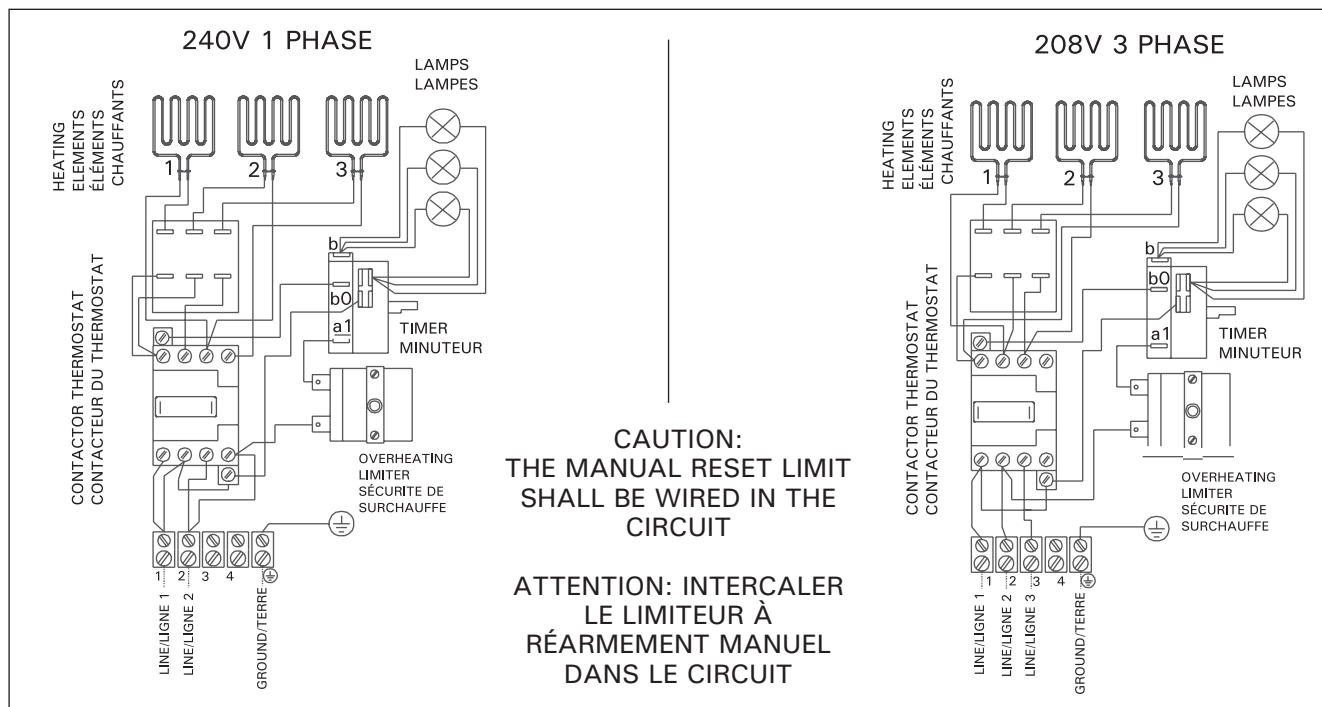 240V 1 PHASE
LAMPS
LAMPES
HEATING
ELEMENTS
ÉLÉMENTS
CHAUFFANTS
1
2
3
b
b0
a1
TIMER
MINUTEUR
CONTACTOR THERMOSTAT
CONTACTEUR DU THERMOSTAT
OVERHEATING
LIMITER
SÉCURITE DE
SURCHAUFFE
1
2
3
4
LINE/LIGNE 1
LINE/LIGNE 2
GROUND/TERRE
CAUTION:
THE MANUAL RESET LIMIT
SHALL BE WIRED IN THE
CIRCUIT
ATTENTION: INTERCALER
LE LIMITEUR À
RÉARMEMENT MANUEL
DANS LE CIRCUIT
208V 3 PHASE
LAMPS
LAMPES
HEATING
ELEMENTS
ÉLÉMENTS
CHAUFFANTS
1
2
3
b
b0
a1
TIMER
MINUTEUR
CONTACTOR THERMOSTAT
CONTACTEUR DU THERMOSTAT
OVERHEATING
LIMITER
SÉCURITE DE
SURCHAUFFE
1
2
3
4
LINE/LIGNE 1
LINE/LIGNE 2
LINE/LIGNE 3
GROUND/TERRE